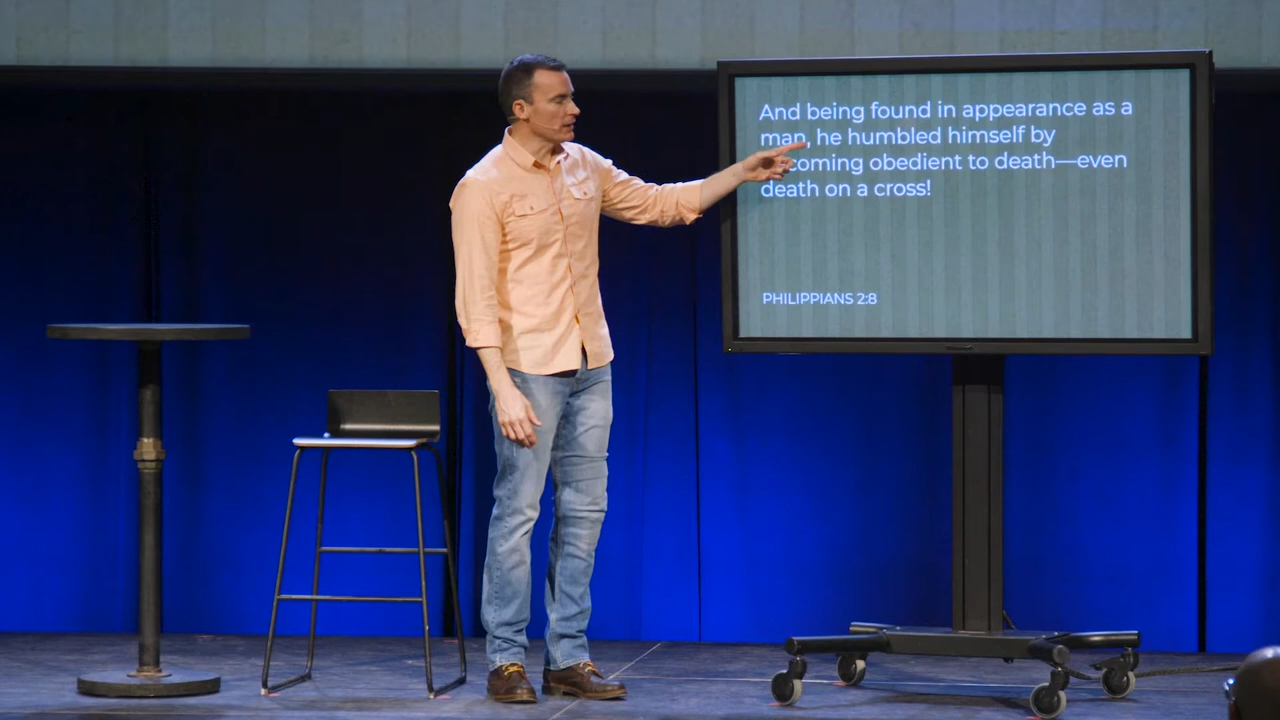 And being found in appearance as a
man, he humbled himself by
coming obedient to death—even
death on a cross!
PHILIPPIANS 2:8